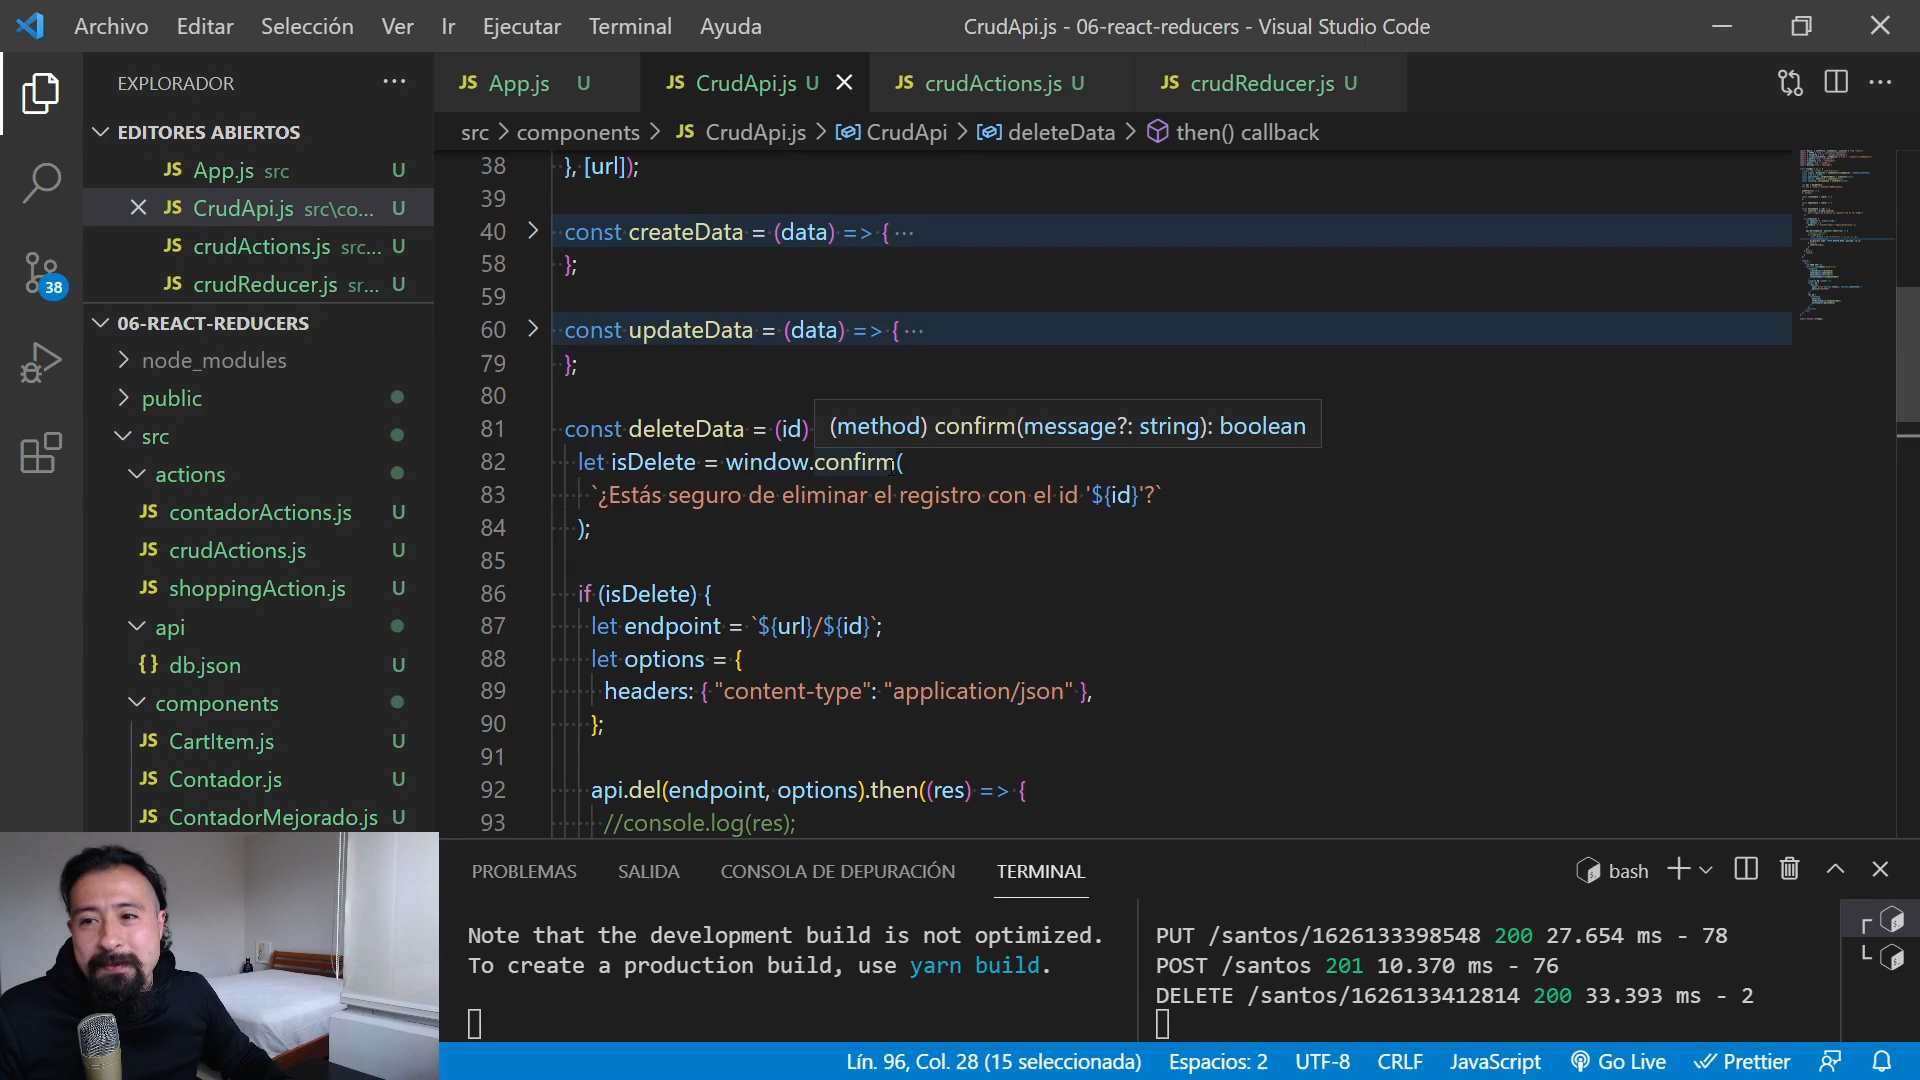 Archivo Editar Selección Ver Ir Ejecutar Terminal Ayuda CrudApi.js - 06-react-reducers - Visual Studio Code
EXPLORADOR
JS App.js U JS CrudApi.js U JS crudActions.js U JS crudReducer.js U
src > components > JS CrudApi.js > CrudApi > deleteData > then() callback
EDITORES ABIERTOS
JS App.js src U
JS CrudApi.js src\co... U
JS crudActions.js src... U
JS crudReducer.js sr... U
06-REACT-REDUCERS
node_modules
public
src
actions
JS contadorActions.js U
JS crudActions.js U
JS shoppingAction.js U
api
{} db.json U
components
JS CartItem.js U
JS Contador.js U
JS ContadorMejorado.js U
38
38 }, [url]);
39
40 const createData = (data) => { ...
58 };
59
60 const updateData = (data) => { ...
79 };
80
81 const deleteData = (id)
(method) confirm(message?: string): boolean
82 let isDelete = window.confirm(
83 `¿Estás seguro de eliminar el registro con el id '${id}'?`
84 );
85
86 if (isDelete) {
87 let endpoint = `${url}/${id}`;
88 let options = {
89 headers: { "content-type": "application/json" },
90 };
91
92 api.del(endpoint, options).then((res) => {
93 //console.log(res);
PROBLEMAS SALIDA CONSOLA DE DEPURACIÓN TERMINAL bash
Note that the development build is not optimized.
To create a production build, use yarn build.
PUT /santos/1626133398548 200 27.654 ms - 78
POST /santos 201 10.370 ms - 76
DELETE /santos/1626133412814 200 33.393 ms - 2
Lín. 96, Col. 28 (15 seleccionada) Espacios: 2 UTF-8 CRLF JavaScript Go Live Prettier